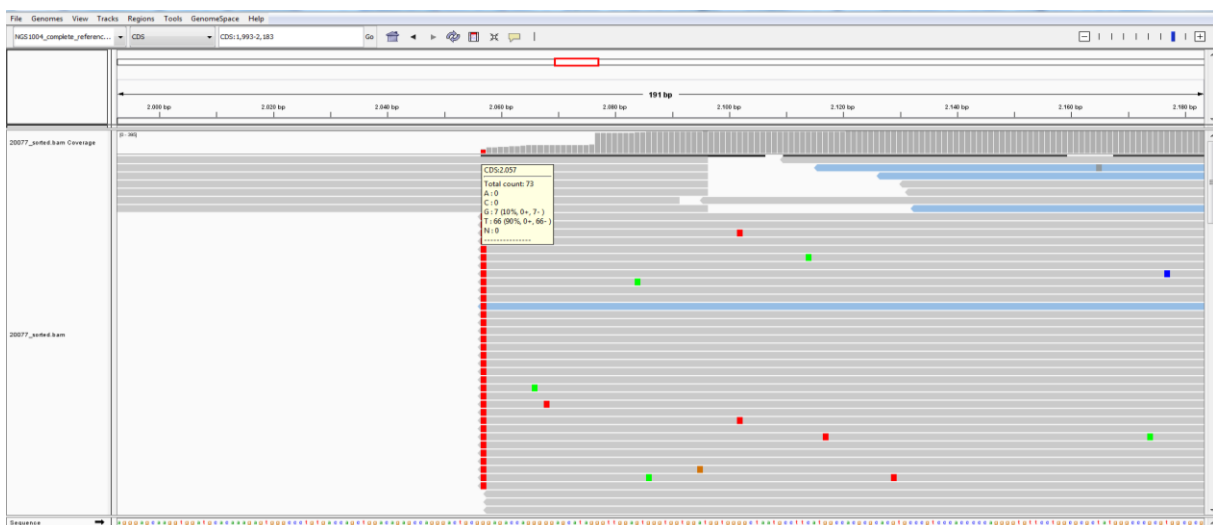 File Genomes View Tracks Regions Tools GenomeSpace Help
NGS1004_complete_referenc... CDS CDS:1,993-2,183 Go
191 bp
2.000 bp 2.020 bp 2.040 bp 2.060 bp 2.080 bp 2.100 bp 2.120 bp 2.140 bp 2.160 bp 2.180 bp
20077_sorted.bam Coverage
CDS:2.057
Total count: 73
A : 0
C : 0
G : 7 (10%, 0+, 7- )
T : 66 (90%, 0+, 66- )
N : 0
---------------
20077_sorted.bam
Sequence